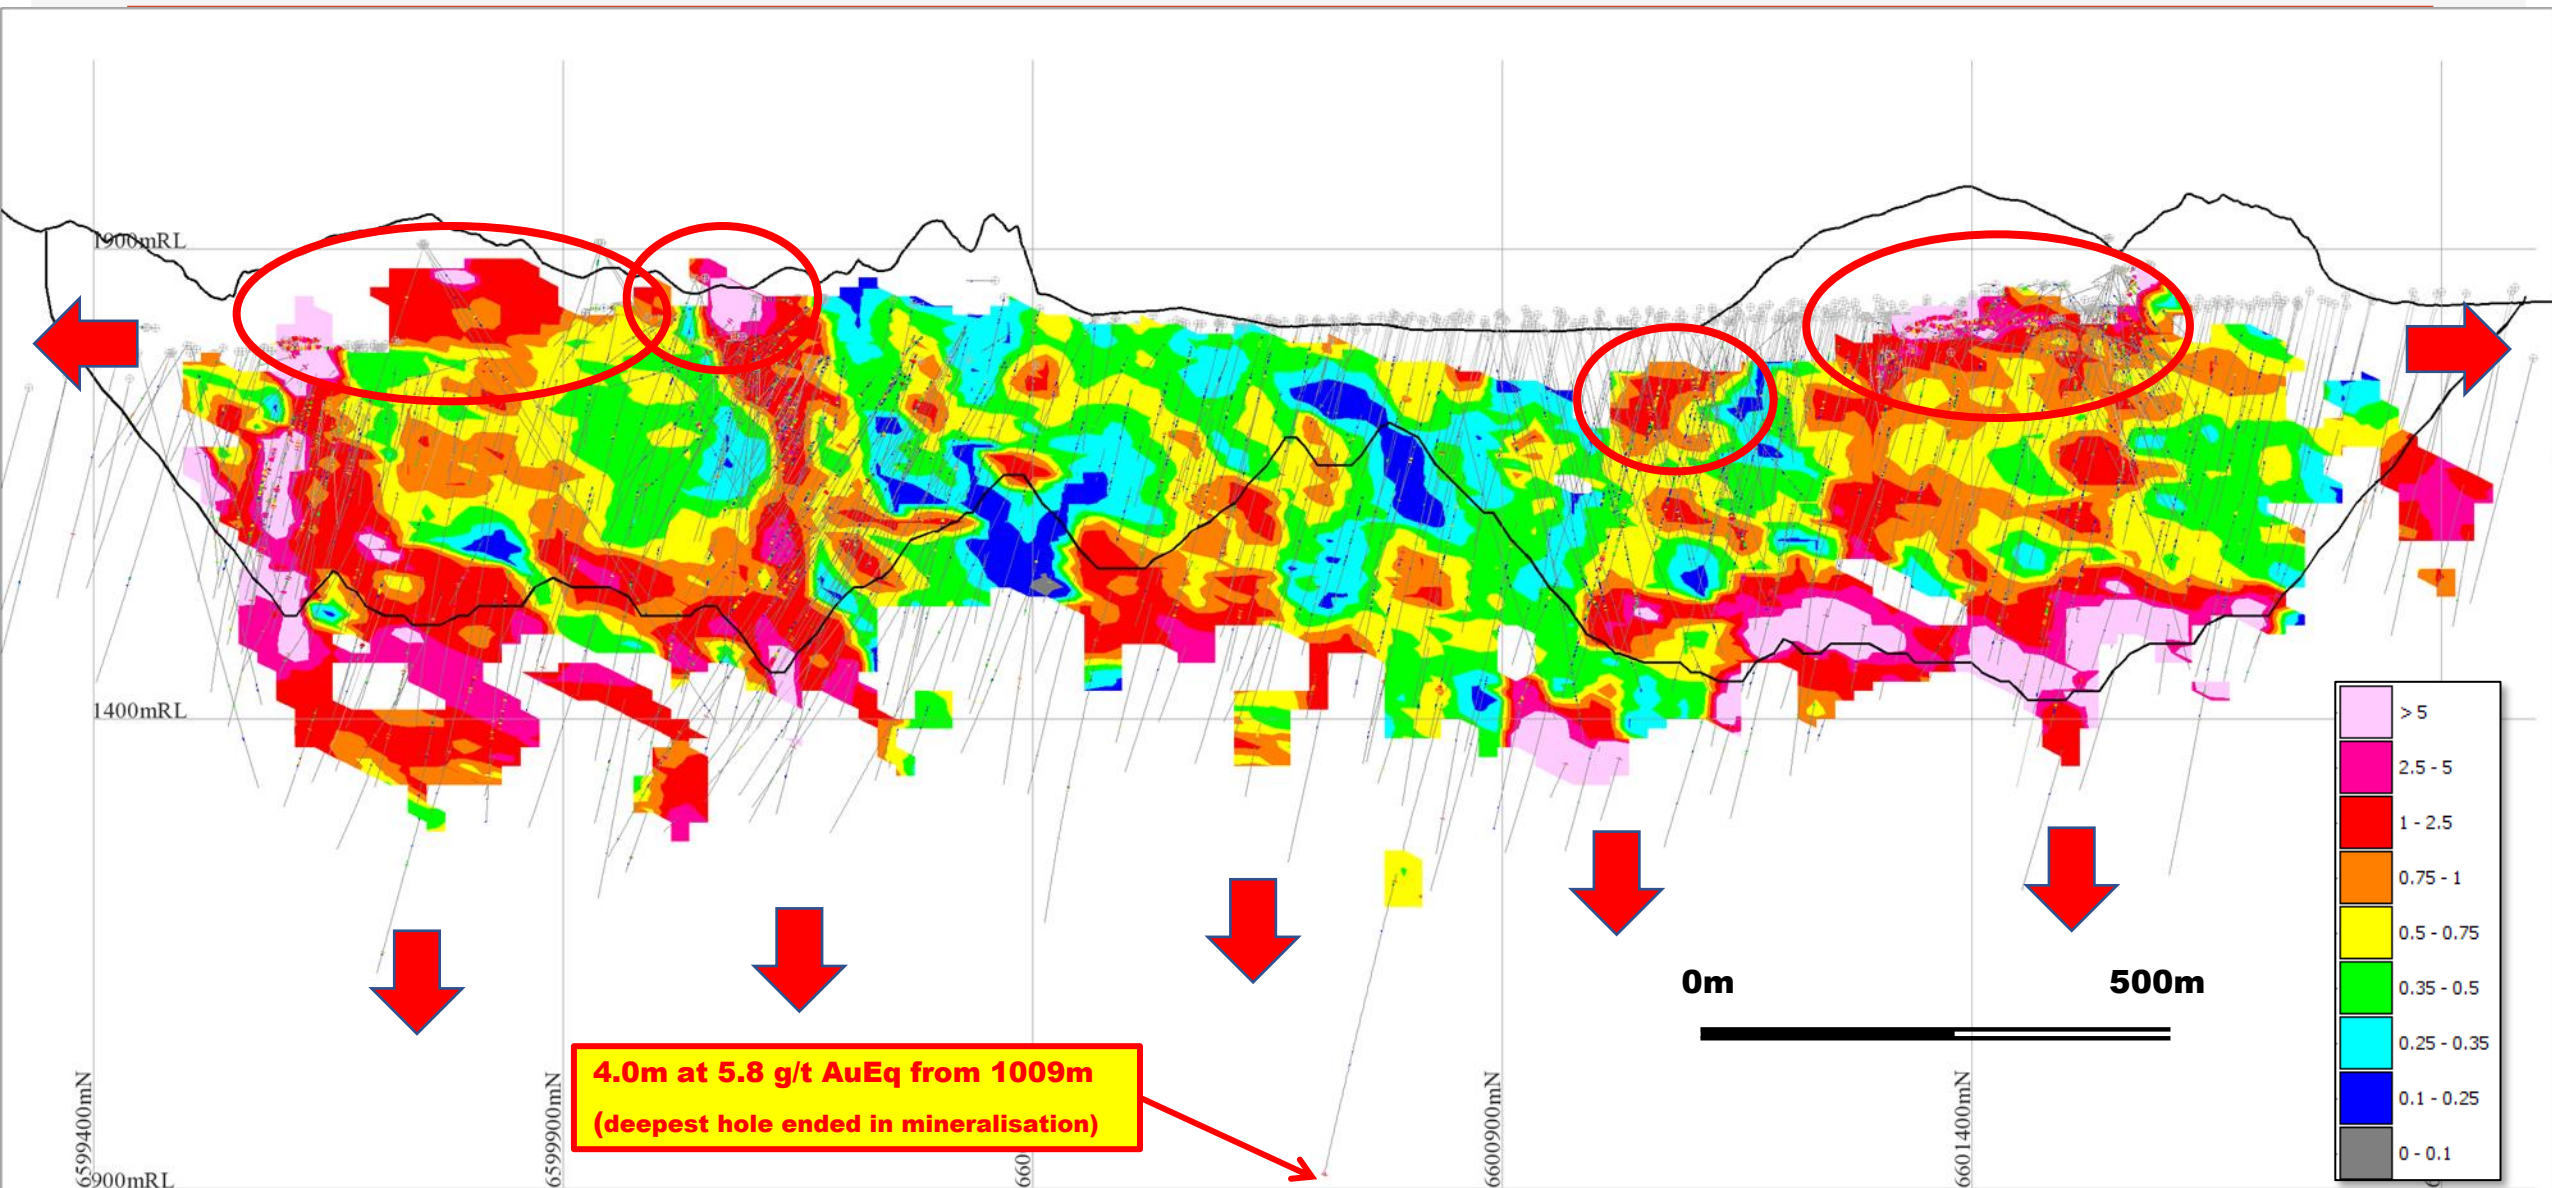 1900mRL
1400mRL
900mRL
6599400mN
6599900mN
6600900mN
6601400mN
4.0m at 5.8 g/t AuEq from 1009m
(deepest hole ended in mineralisation)
0m
500m
> 5
2.5 - 5
1 - 2.5
0.75 - 1
0.5 - 0.75
0.35 - 0.5
0.25 - 0.35
0.1 - 0.25
0 - 0.1